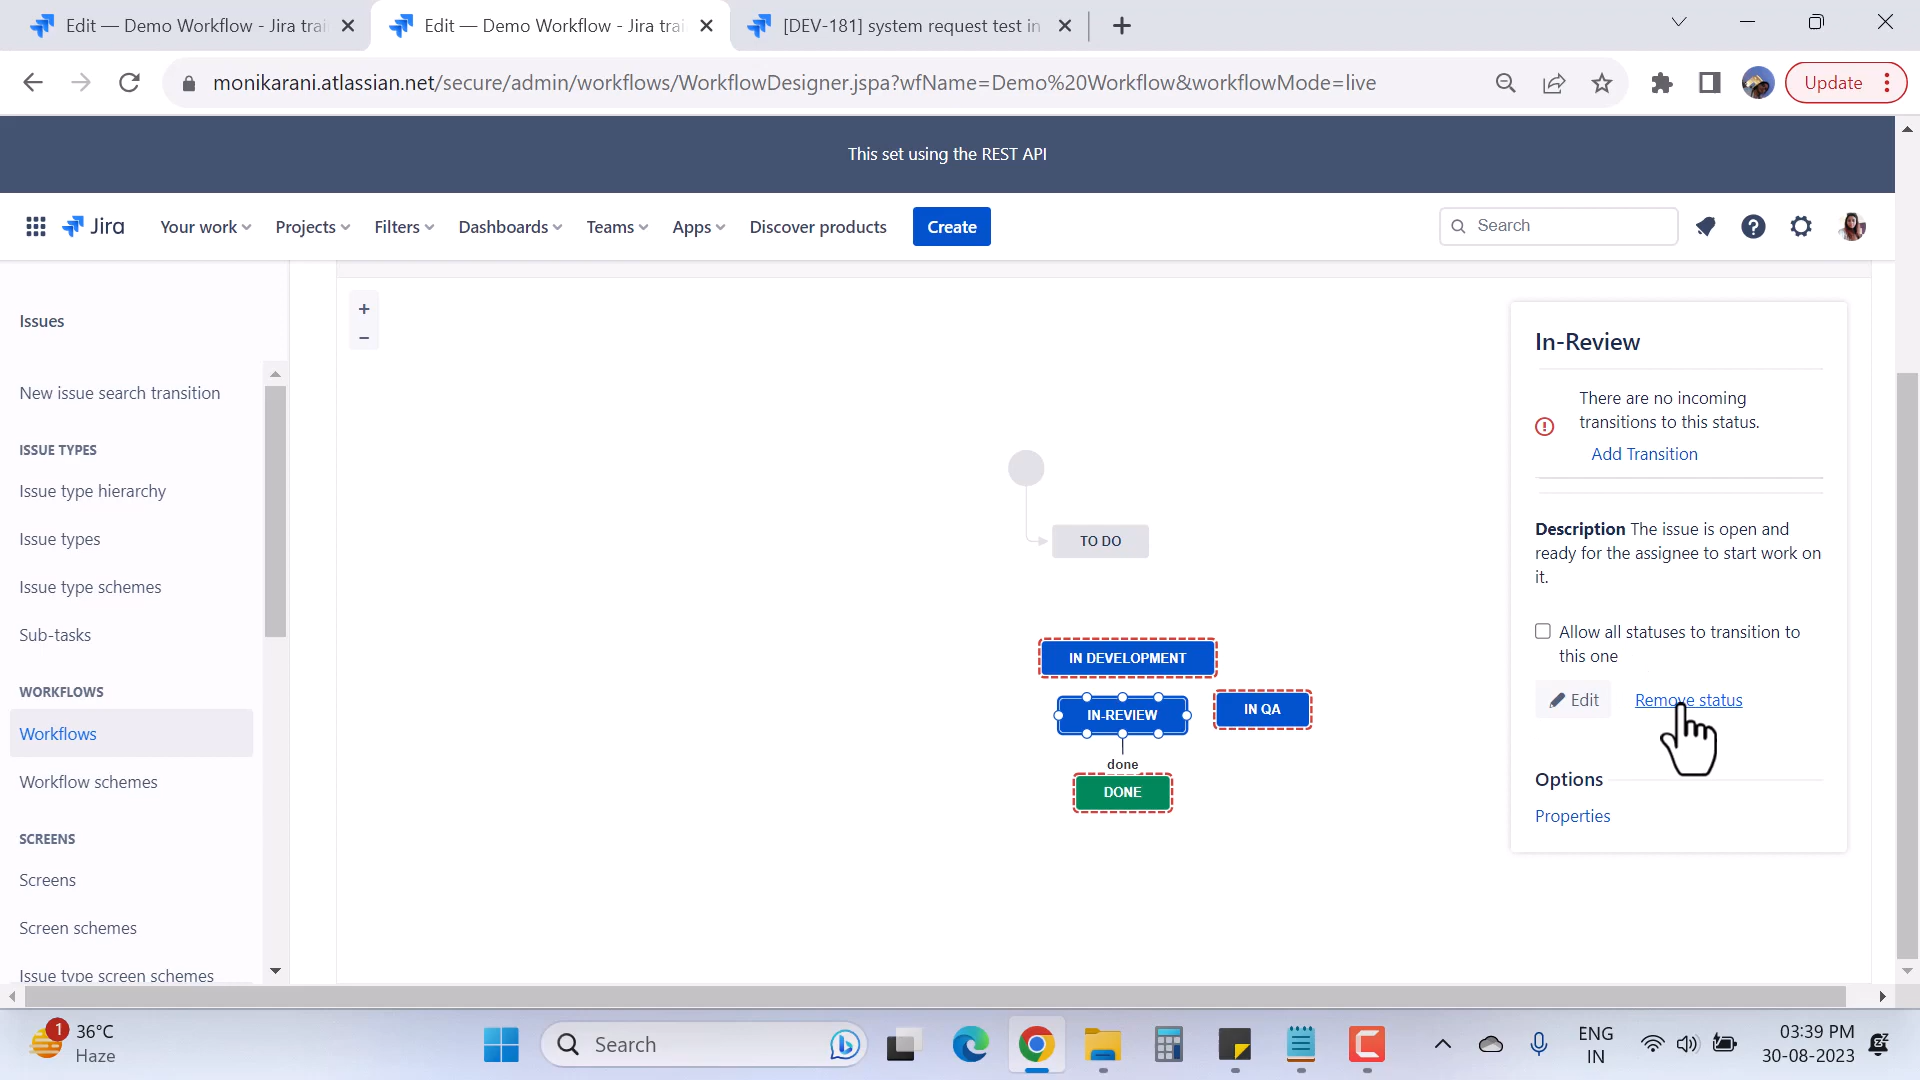 Edit — Demo Workflow - Jira trai
Edit — Demo Workflow - Jira trai
[DEV-181] system request test in
monikarani.atlassian.net/secure/admin/workflows/WorkflowDesigner.jspa?wfName=Demo%20Workflow&workflowMode=live
Update
This set using the REST API
Jira
Your work
Projects
Filters
Dashboards
Teams
Apps
Discover products
Create
Search
Issues
New issue search transition
ISSUE TYPES
Issue type hierarchy
Issue types
Issue type schemes
Sub-tasks
WORKFLOWS
Workflows
Workflow schemes
SCREENS
Screens
Screen schemes
Issue type screen schemes
+
−
TO DO
IN DEVELOPMENT
IN-REVIEW
IN QA
done
DONE
In-Review
There are no incoming
transitions to this status.
Add Transition
Description The issue is open and
ready for the assignee to start work on
it.
Allow all statuses to transition to
this one
Edit
Remove status
Options
Properties
1
36°C
Haze
Search
ENG
IN
03:39 PM
30-08-2023